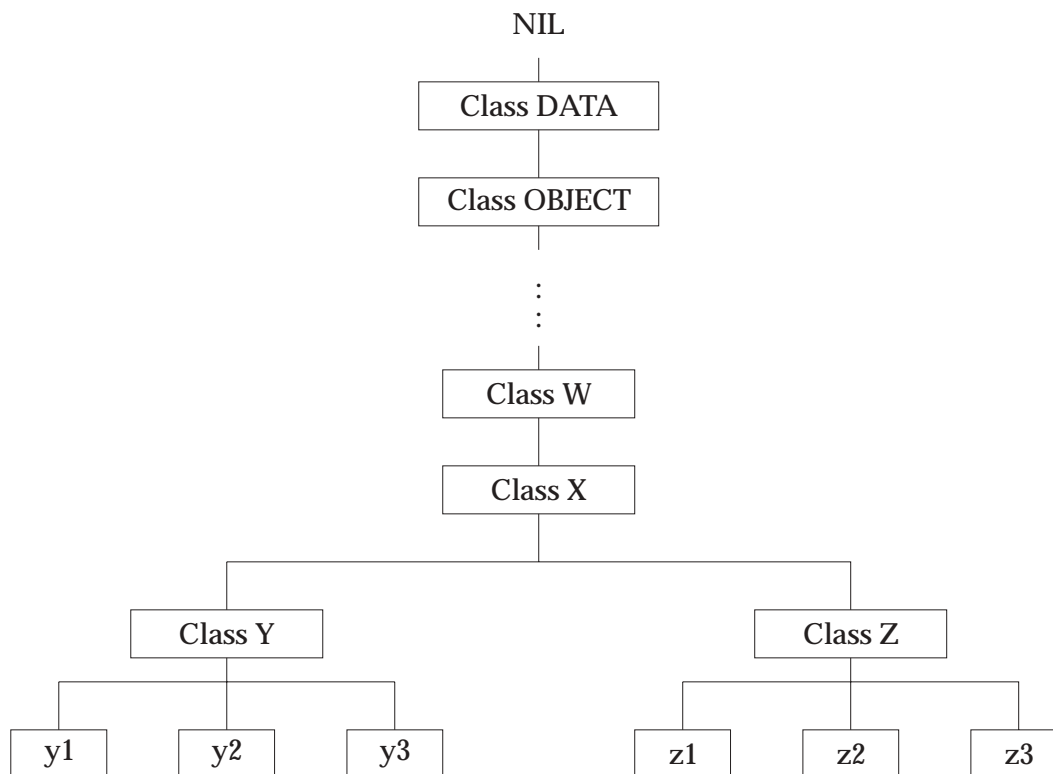 NIL
Class DATA
Class OBJECT
Class W
Class X
Class Y
Class Z
y1
y2
y3
z1
z2
z3